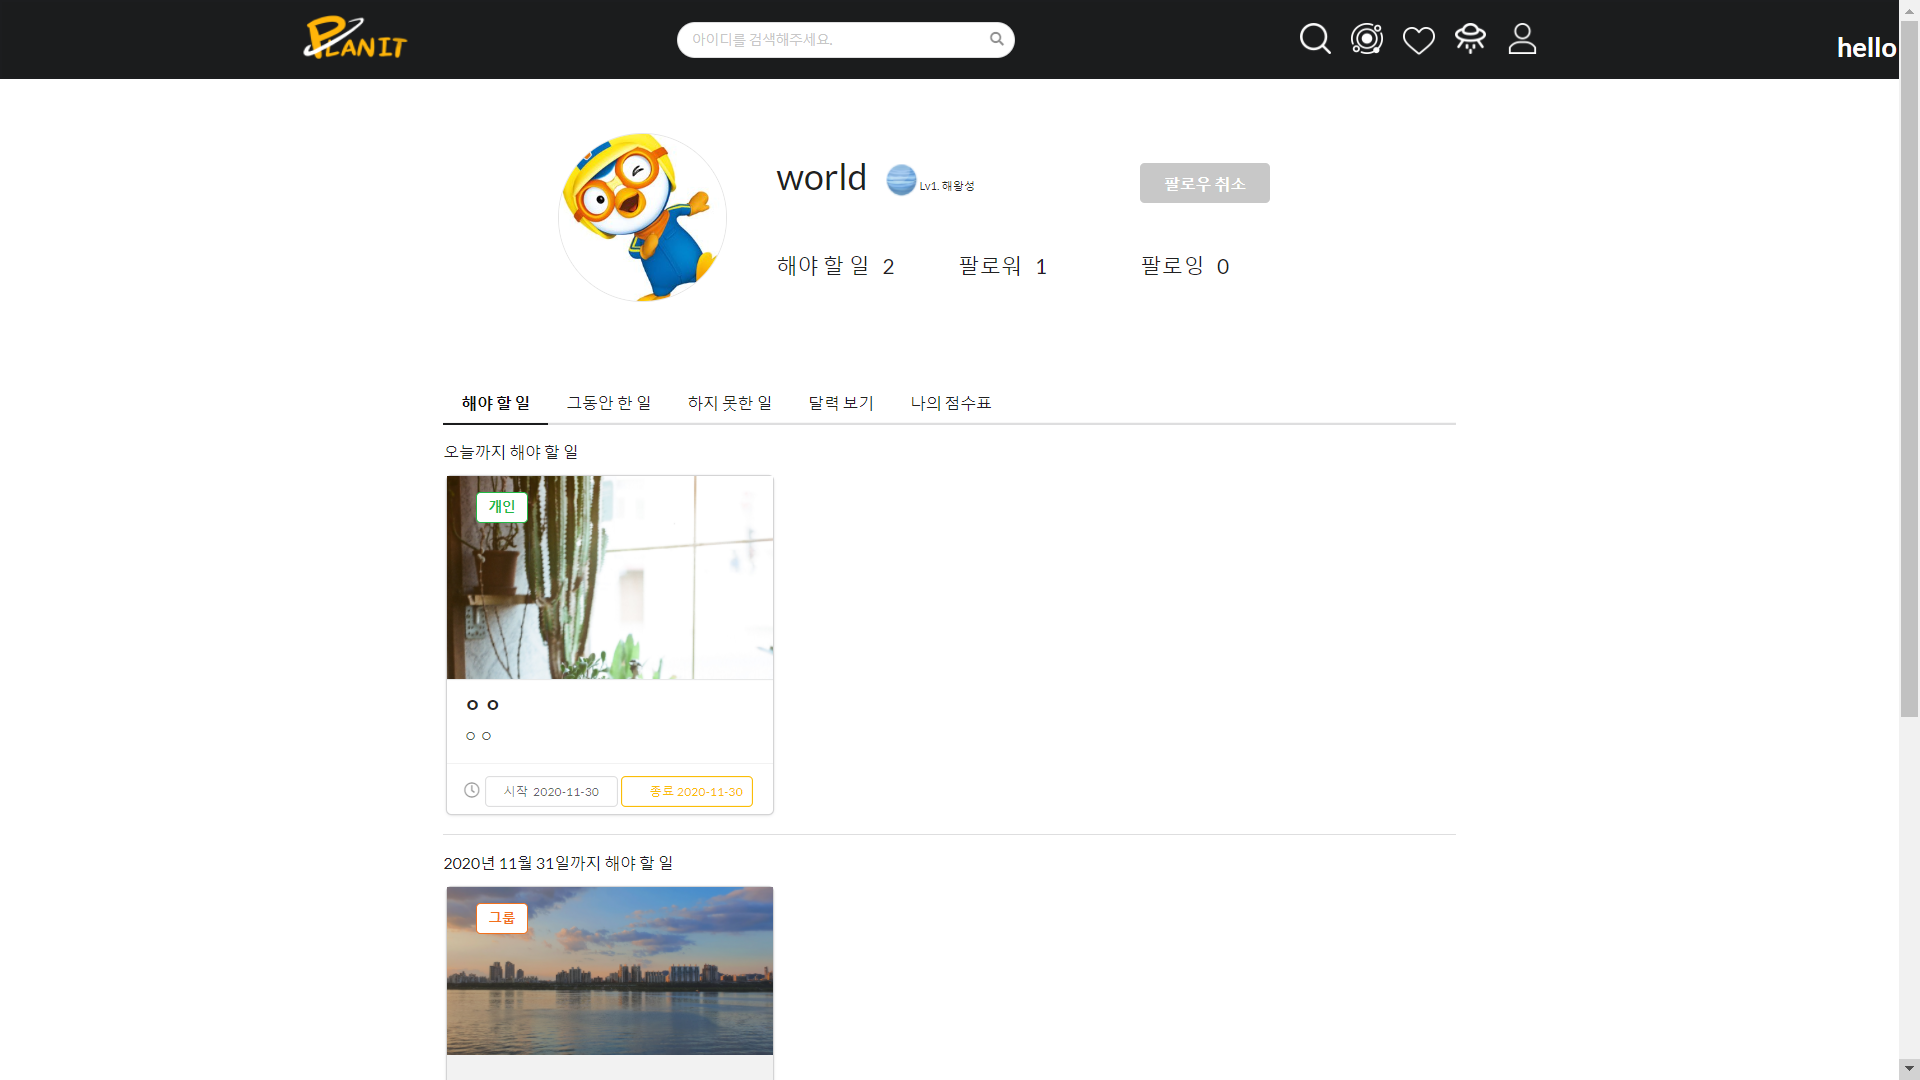 PLANIT
아이디를 검색해주세요.
hello
world
Lv1. 해왕성
팔로우 취소
해야 할 일 2
팔로워 1
팔로잉 0
해야 할 일
그동안 한 일
하지 못한 일
달력 보기
나의 점수표
오늘까지 해야 할 일
개인
ㅇㅇ
ㅇㅇ
시작 2020-11-30
종료 2020-11-30
2020년 11월 31일까지 해야 할 일
그룹